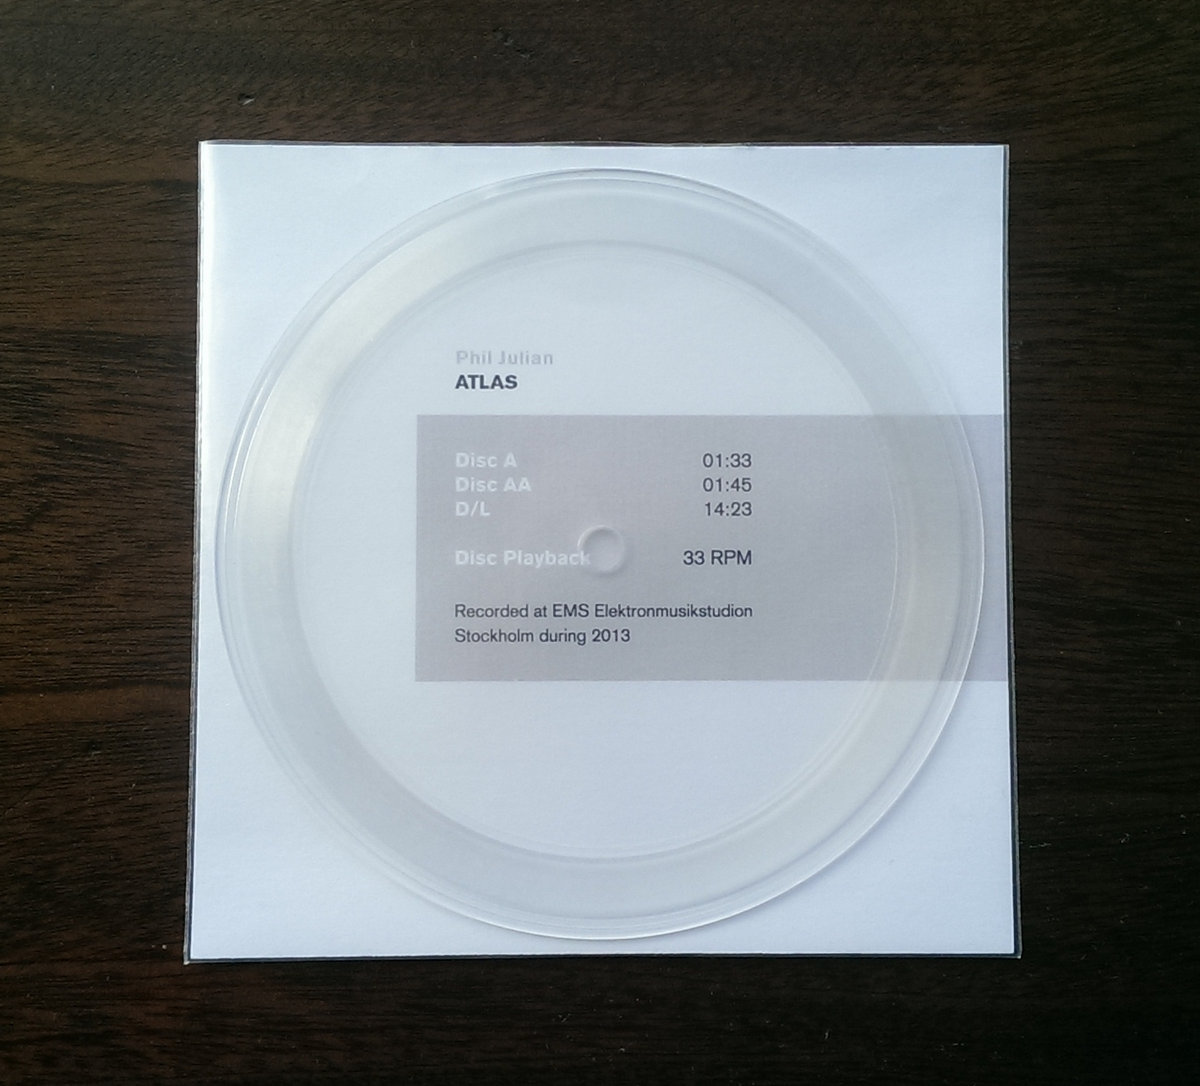 Phil Julian
ATLAS
Disc A 01:33
Disc AA 01:45
D/L 14:23
Disc Playback 33 RPM
Recorded at EMS Elektronmusikstudion
Stockholm during 2013